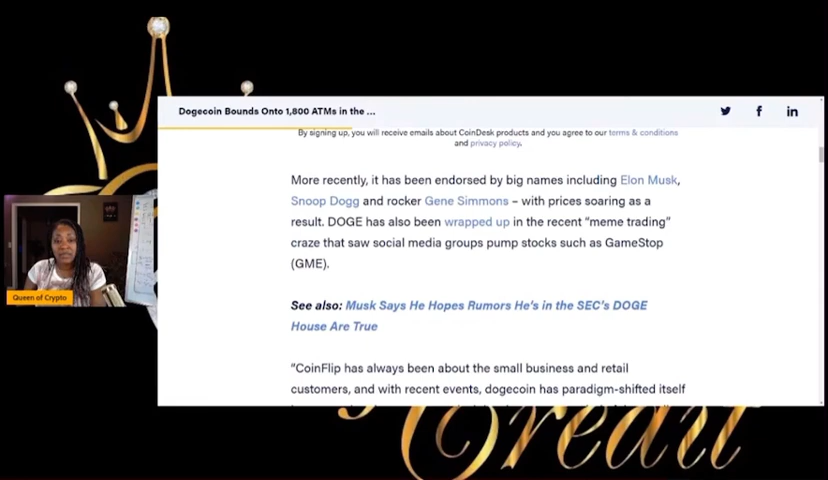 Dogecoin Bounds Onto 1,800 ATMs in the ...
By signing up, you will receive emails about CoinDesk products and you agree to our terms & conditions
and privacy policy.
More recently, it has been endorsed by big names including Elon Musk,
Snoop Dogg and rocker Gene Simmons – with prices soaring as a
result. DOGE has also been wrapped up in the recent “meme trading”
craze that saw social media groups pump stocks such as GameStop
(GME).
See also: Musk Says He Hopes Rumors He’s in the SEC’s DOGE
House Are True
Queen of Crypto
“CoinFlip has always been about the small business and retail
customers, and with recent events, dogecoin has paradigm-shifted itself
Credit